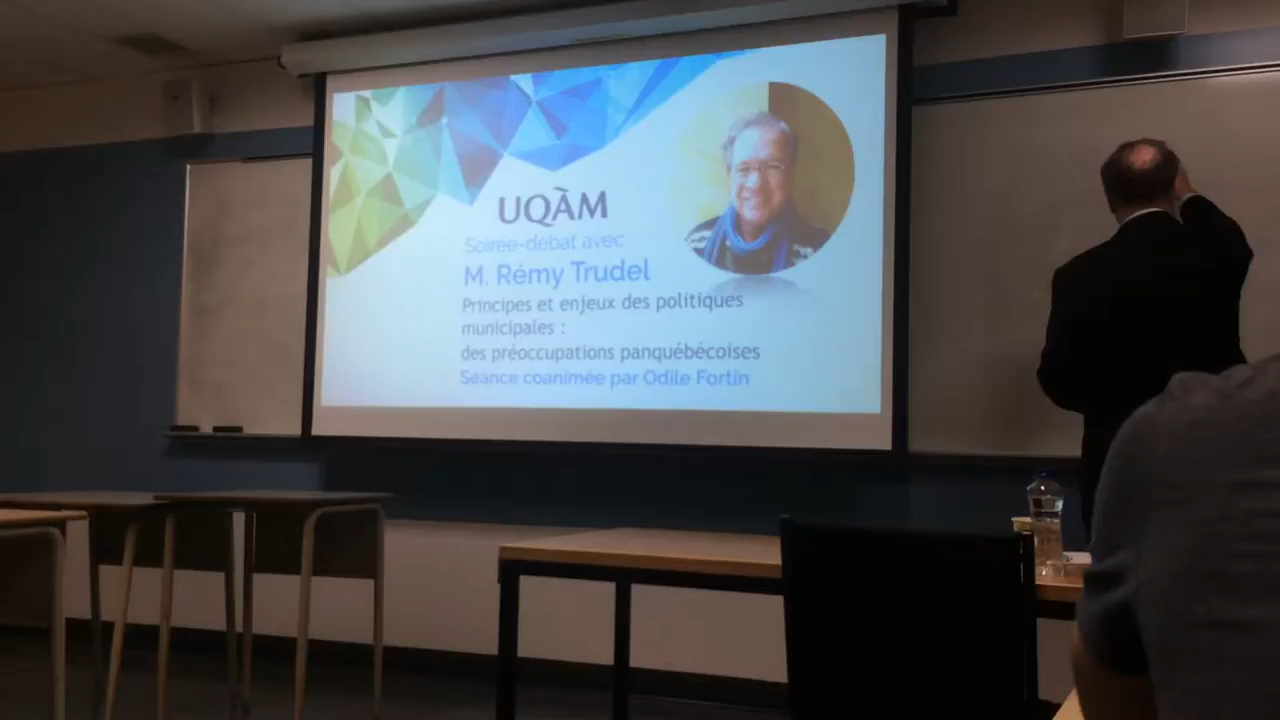 UQÀM
Soirée-débat avec
M. Rémy Trudel
Principes et enjeux des politiques
municipales :
des préoccupations panquébécoises
Séance coanimée par Odile Fortin